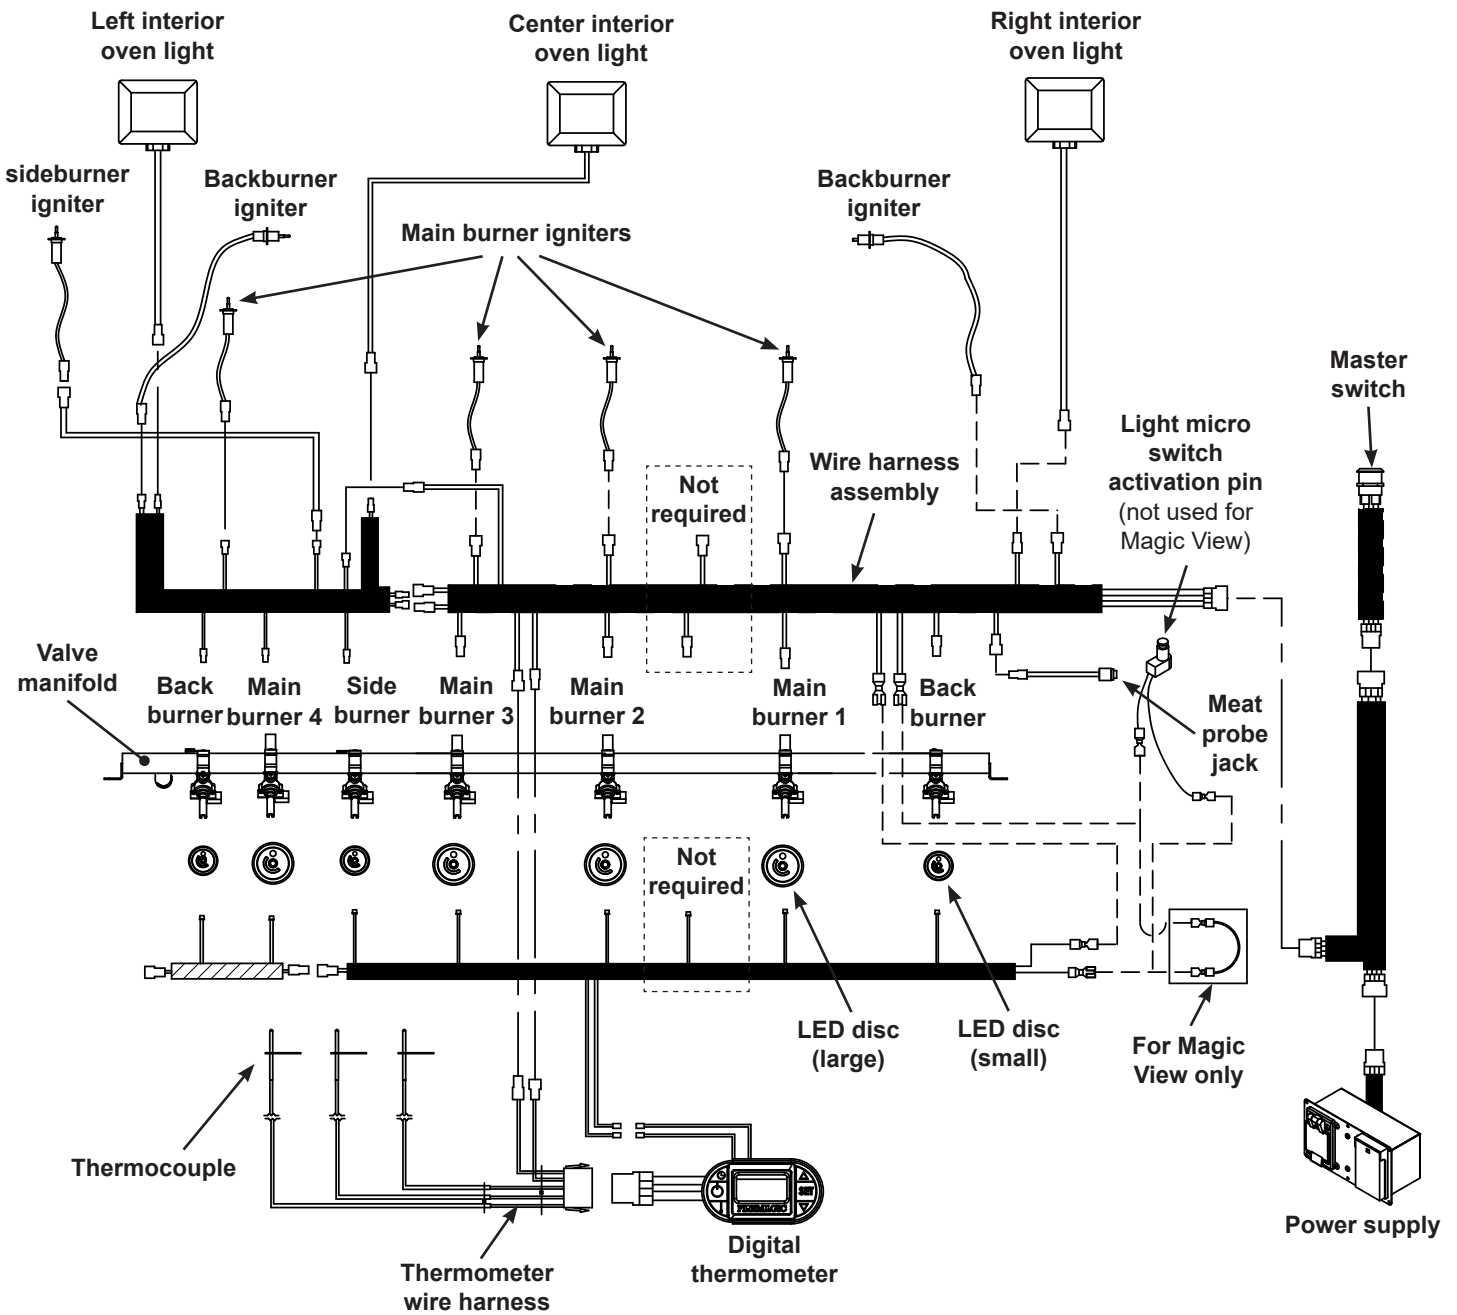 Left interior
oven light
Center interior
oven light
Right interior
oven light
sideburner
igniter
Backburner
igniter
Main burner igniters
Backburner
igniter
Master
switch
Light micro
switch
activation pin
(not used for
Magic View)
Wire harness
assembly
Not
required
Valve
manifold
Back
burner
Main
burner 4
Side
burner
Main
burner 3
Main
burner 2
Main
burner 1
Back
burner
Meat
probe
jack
Not
required
LED disc
(large)
LED disc
(small)
For Magic
View only
Thermocouple
SET
Power supply
Digital
thermometer
Thermometer
wire harness